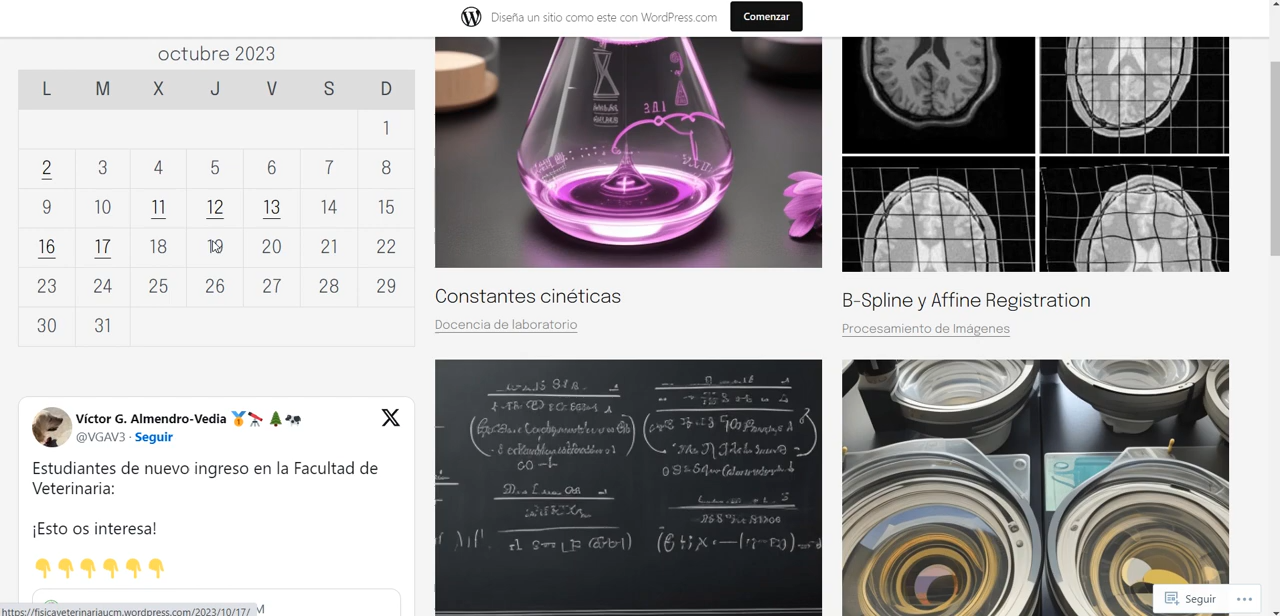 Diseña un sitio como este con WordPress.com
Comenzar
octubre 2023
L M X J V S D
1
2 3 4 5 6 7 8
9 10 11 12 13 14 15
16 17 18 19 20 21 22
23 24 25 26 27 28 29
30 31
Víctor G. Almendro-Vedia
@VGAV3 · Seguir
Estudiantes de nuevo ingreso en la Facultad de
Veterinaria:
¡Esto os interesa!
https://fisicaveterinariaucm.wordpress.com/2023/10/17/
Constantes cinéticas
Docencia de laboratorio
B-Spline y Affine Registration
Procesamiento de Imágenes
Seguir